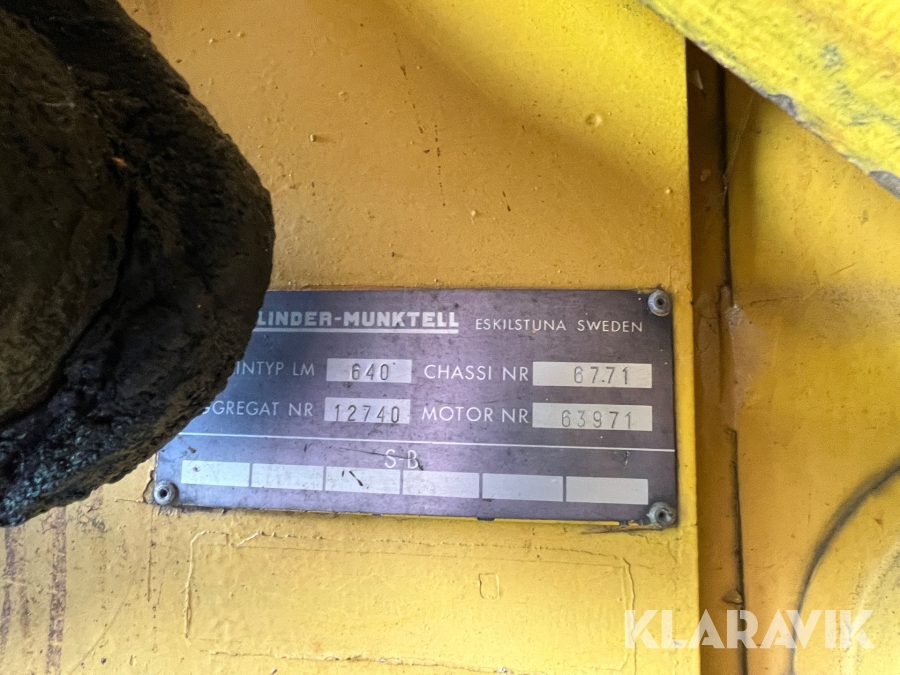 LINDER-MUNKTELL ESKILSTUNA SWEDEN
INTYP LM 640 CHASSI NR 6771
GGREGAT NR 12740 MOTOR NR 63971
S-B
KLARAVIK